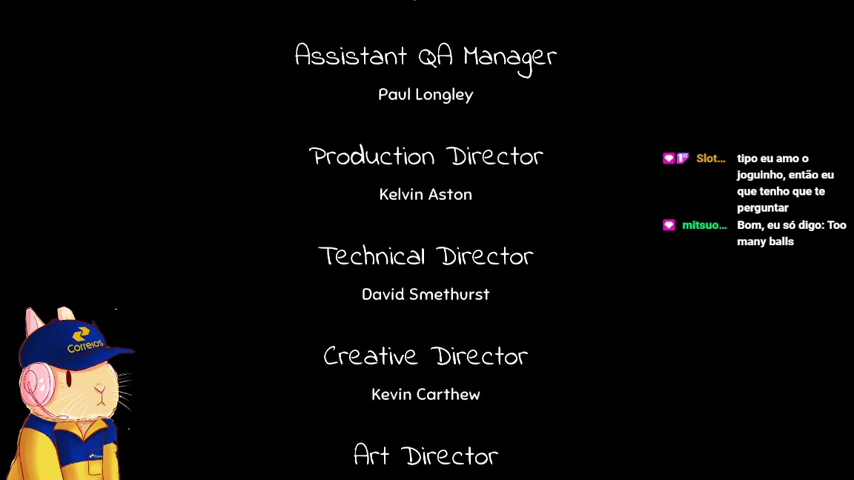 Assistant QA Manager
Paul Longley
Production Director
Kelvin Aston
Technical Director
David Smethurst
Creative Director
Kevin Carthew
Art Director
Slot... tipo eu amo o
joguinho, então eu
que tenho que te
perguntar
mitsuo... Bom, eu só digo: Too
many balls
Correios